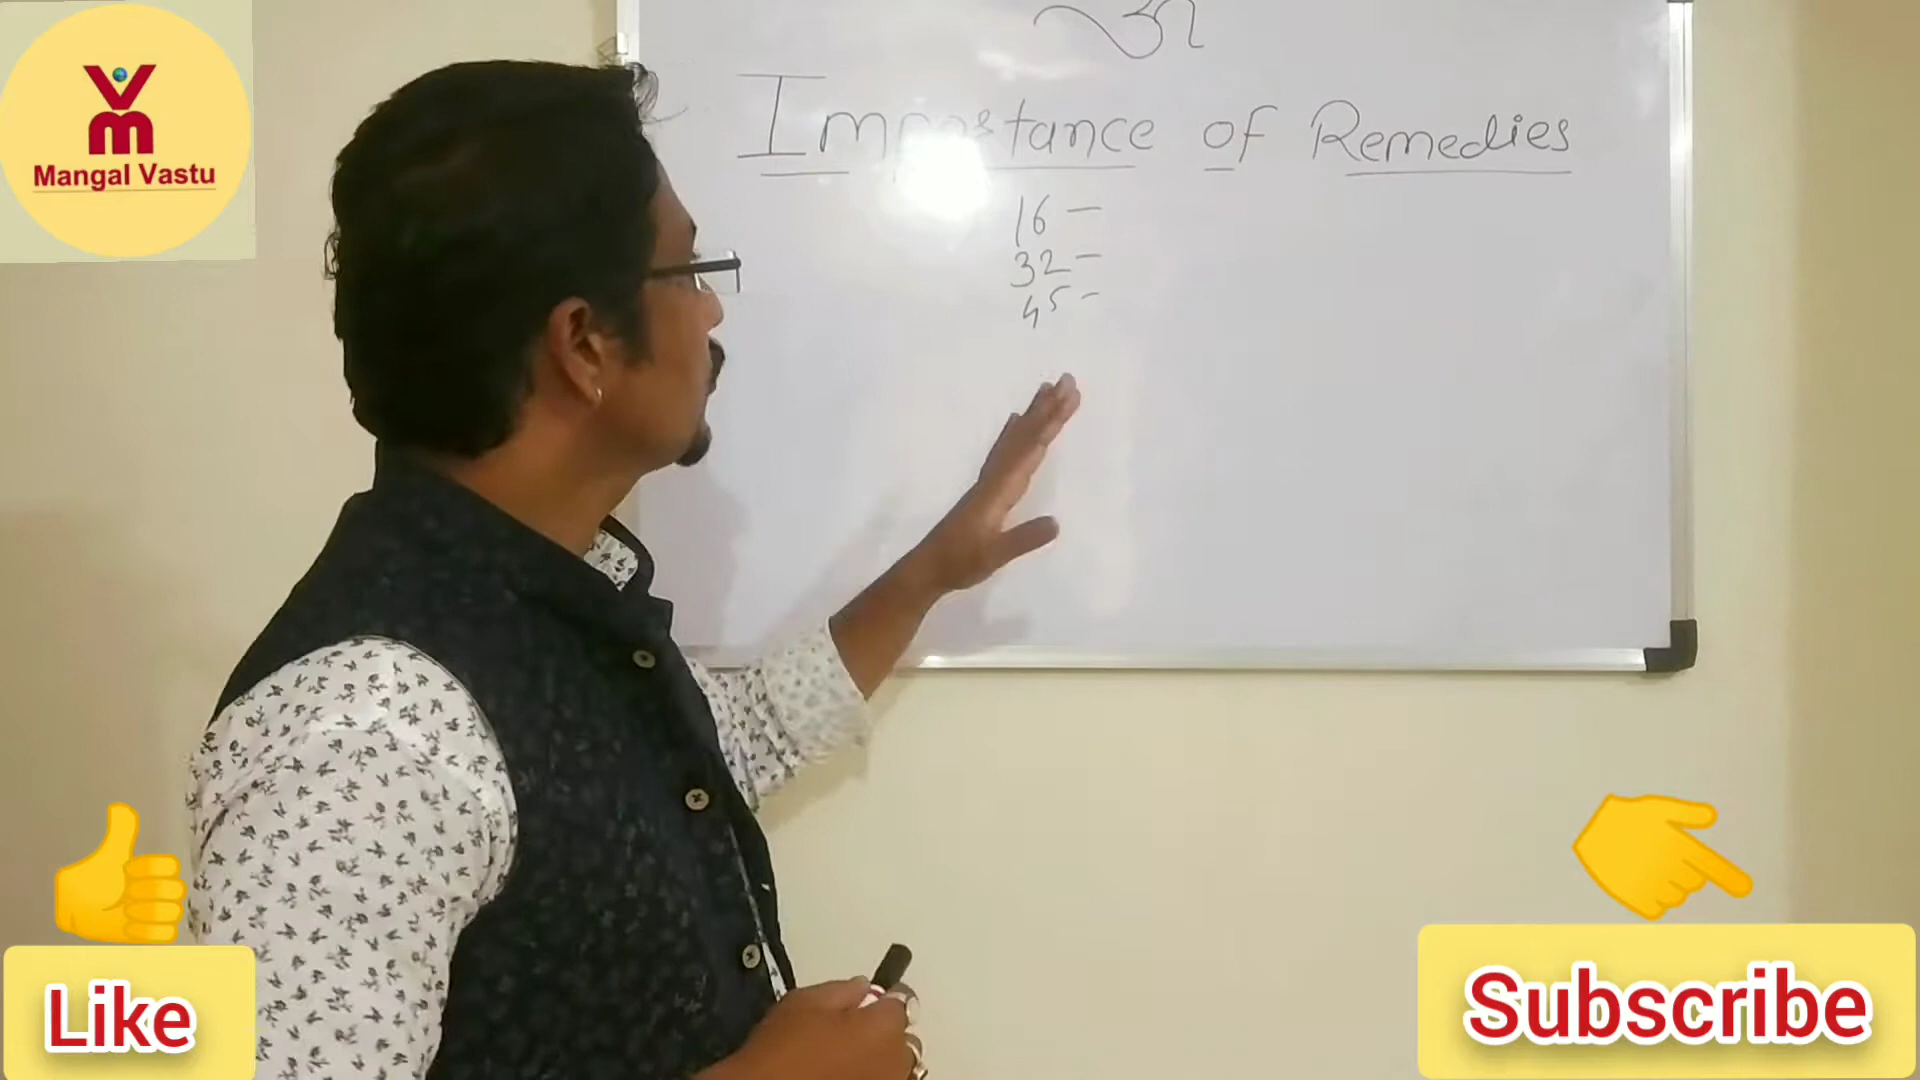 Mangal Vastu
Importance of Remedies
16 –
32 –
45 –
Like
Subscribe